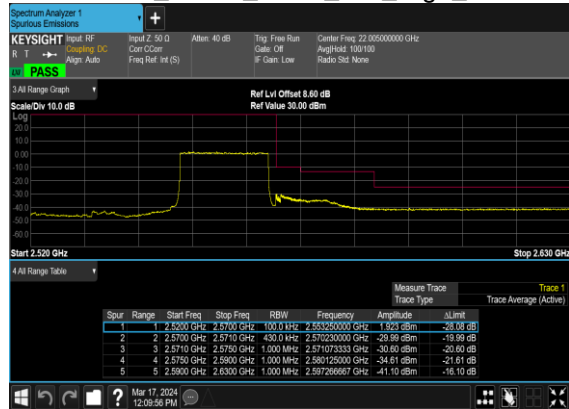 Spectrum Analyzer 1
Spurious Emissions
+
KEYSIGHT Input: RF Input Z: 50 Ω Atten: 40 dB Trig: Free Run Center Freq: 22.005000000 GHz
R T Coupling: DC Corr CCorr Gate: Off Avg|Hold: 100/100
Align: Auto Freq Ref: Int (S) IF Gain: Low Radio Std: None
PASS
3 All Range Graph
Ref Lvl Offset 8.60 dB
Scale/Div 10.0 dB Ref Value 30.00 dBm
Log
20.0
10.0
0.00
-10.0
-20.0
-30.0
-40.0
-50.0
-60.0
Start 2.520 GHz Stop 2.630 GHz
4 All Range Table
Measure Trace Trace 1
Trace Type Trace Average (Active)
Spur Range Start Freq Stop Freq RBW Frequency Amplitude ΔLimit
1 1 2.5200 GHz 2.5700 GHz 100.0 kHz 2.553250000 GHz 1.923 dBm -28.08 dB
2 2 2.5700 GHz 2.5710 GHz 430.0 kHz 2.570230000 GHz -29.99 dBm -19.99 dB
3 3 2.5710 GHz 2.5750 GHz 1.000 MHz 2.571073333 GHz -30.60 dBm -20.60 dB
4 4 2.5750 GHz 2.5900 GHz 1.000 MHz 2.580125000 GHz -34.61 dBm -21.61 dB
5 5 2.5900 GHz 2.6300 GHz 1.000 MHz 2.597266667 GHz -41.10 dBm -16.10 dB
? Mar 17, 2024
12:09:56 PM